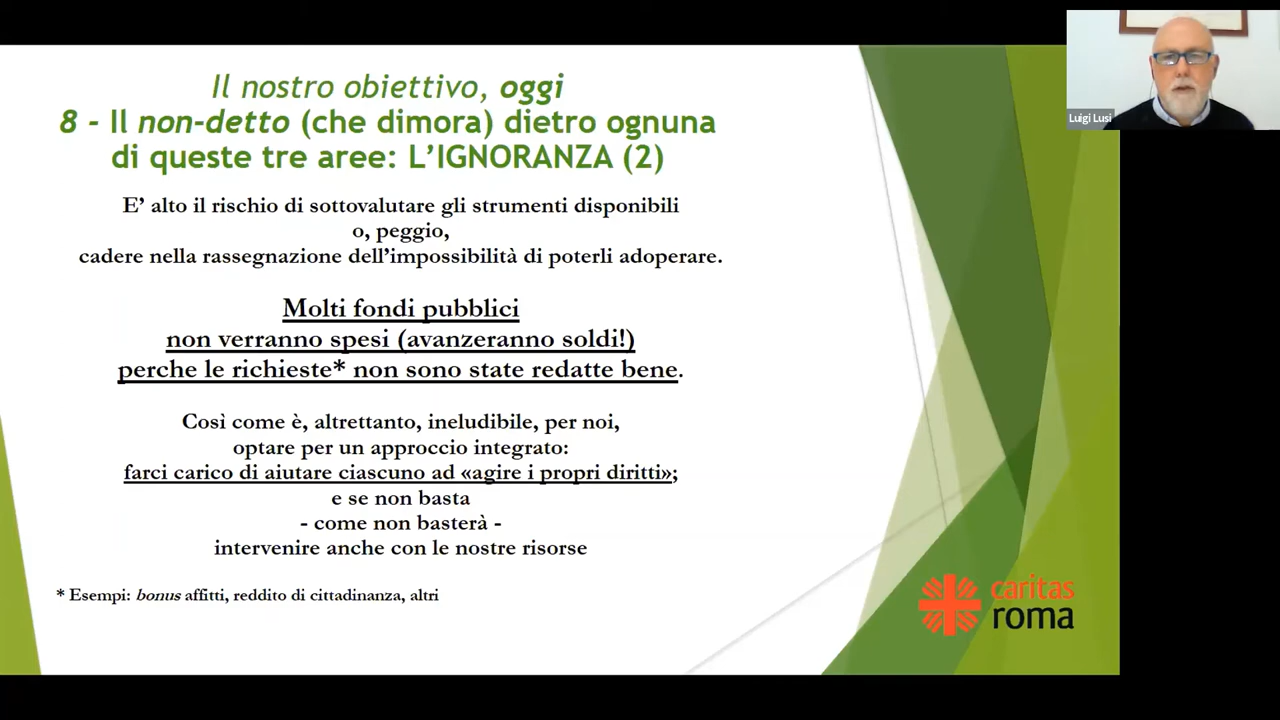 Il nostro obiettivo, oggi
8 - Il non-detto (che dimora) dietro ognuna
di queste tre aree: L’IGNORANZA (2)
E’ alto il rischio di sottovalutare gli strumenti disponibili
o, peggio,
cadere nella rassegnazione dell’impossibilità di poterli adoperare.
Molti fondi pubblici
non verranno spesi (avanzeranno soldi!)
perche le richieste* non sono state redatte bene.
Così come è, altrettanto, ineludibile, per noi,
optare per un approccio integrato:
farci carico di aiutare ciascuno ad «agire i propri diritti»;
e se non basta
- come non basterà -
intervenire anche con le nostre risorse
* Esempi: bonus affitti, reddito di cittadinanza, altri
caritas
roma
Luigi Lusi